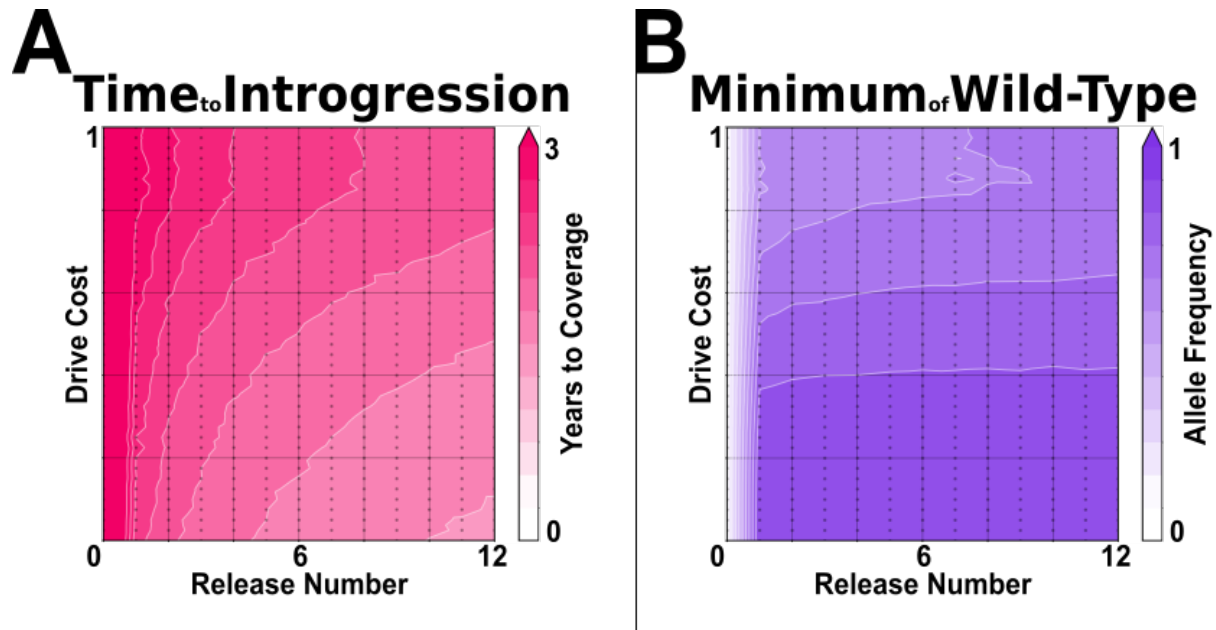 A
Time to Introgression
1
Drive Cost
0
6
12
Release Number
3
Years to Coverage
0
B
Minimum of Wild-Type
1
Drive Cost
0
6
12
Release Number
1
Allele Frequency
0